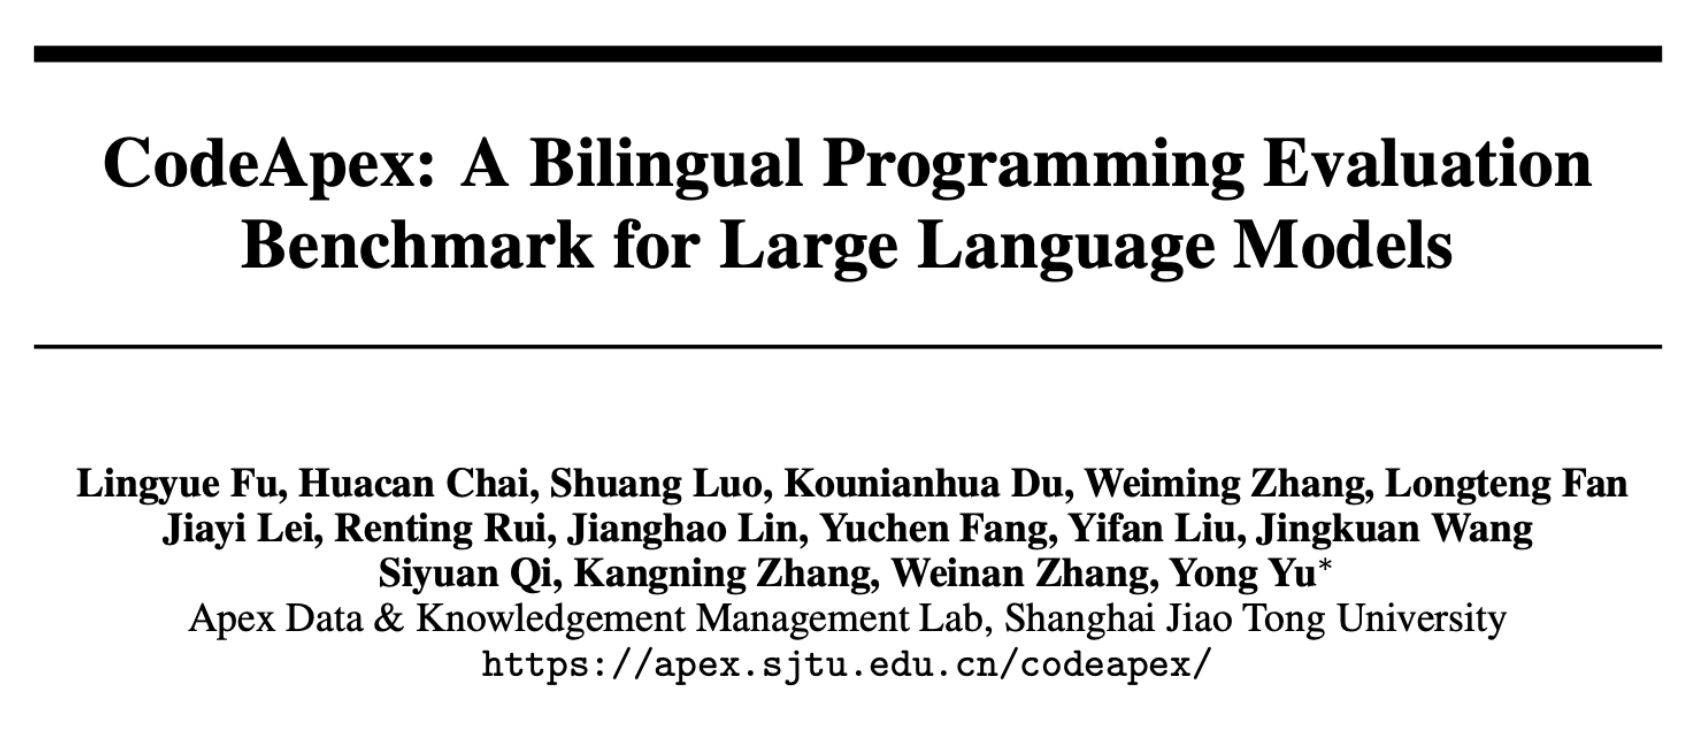 CodeApex: A Bilingual Programming Evaluation
Benchmark for Large Language Models
Lingyue Fu, Huacan Chai, Shuang Luo, Kounianhua Du, Weiming Zhang, Longteng Fan
Jiayi Lei, Renting Rui, Jianghao Lin, Yuchen Fang, Yifan Liu, Jingkuan Wang
Siyuan Qi, Kangning Zhang, Weinan Zhang, Yong Yu*
Apex Data & Knowledgement Management Lab, Shanghai Jiao Tong University
https://apex.sjtu.edu.cn/codeapex/